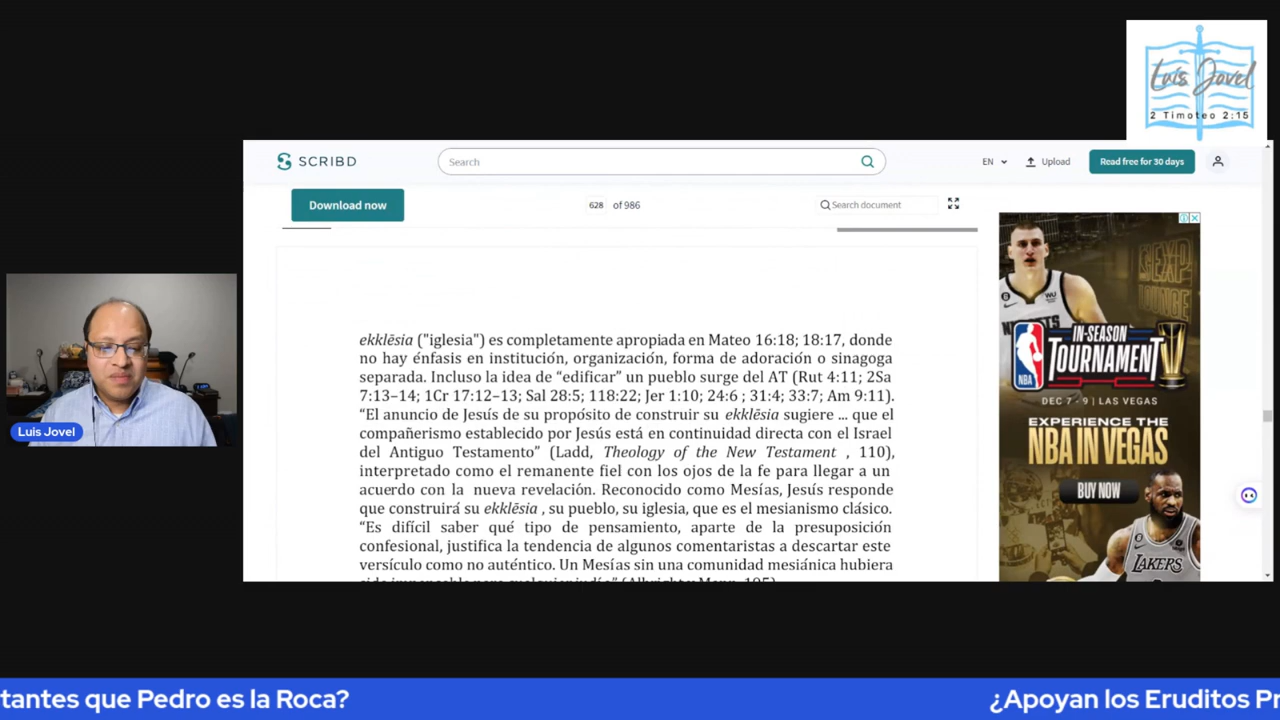 Luis Jovel
2 Timoteo 2:15
SCRIBD
Search
EN
Upload
Read free for 30 days
Download now
628 of 986
Search document
ekklēsia ("iglesia") es completamente apropiada en Mateo 16:18; 18:17, donde
no hay énfasis en institución, organización, forma de adoración o sinagoga
separada. Incluso la idea de “edificar” un pueblo surge del AT (Rut 4:11; 2Sa
7:13–14; 1Cr 17:12–13; Sal 28:5; 118:22; Jer 1:10; 24:6 ; 31:4; 33:7; Am 9:11).
“El anuncio de Jesús de su propósito de construir su ekklēsia sugiere ... que el
compañerismo establecido por Jesús está en continuidad directa con el Israel
del Antiguo Testamento” (Ladd, Theology of the New Testament , 110),
interpretado como el remanente fiel con los ojos de la fe para llegar a un
acuerdo con la nueva revelación. Reconocido como Mesías, Jesús responde
que construirá su ekklēsia , su pueblo, su iglesia, que es el mesianismo clásico.
“Es difícil saber qué tipo de pensamiento, aparte de la presuposición
confesional, justifica la tendencia de algunos comentaristas a descartar este
versículo como no auténtico. Un Mesías sin una comunidad mesiánica hubiera
IN-SEASON
TOURNAMENT
DEC 7 - 9 | LAS VEGAS
EXPERIENCE THE
NBA IN VEGAS
BUY NOW
LAKERS
Luis Jovel
tantes que Pedro es la Roca?
¿Apoyan los Eruditos Pr